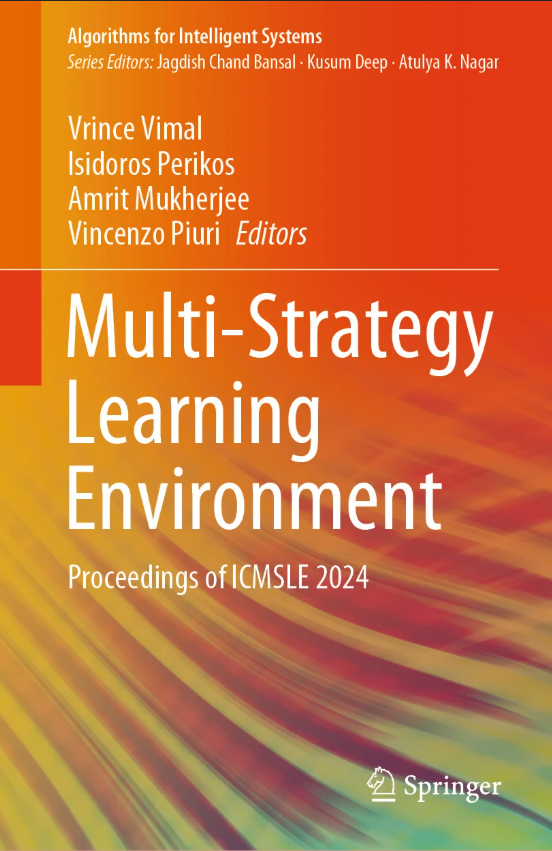 Algorithms for Intelligent Systems
Series Editors: Jagdish Chand Bansal · Kusum Deep · Atulya K. Nagar
Vrince Vimal
Isidoros Perikos
Amrit Mukherjee
Vincenzo Piuri Editors
Multi-Strategy
Learning
Environment
Proceedings of ICMSLE 2024
Springer